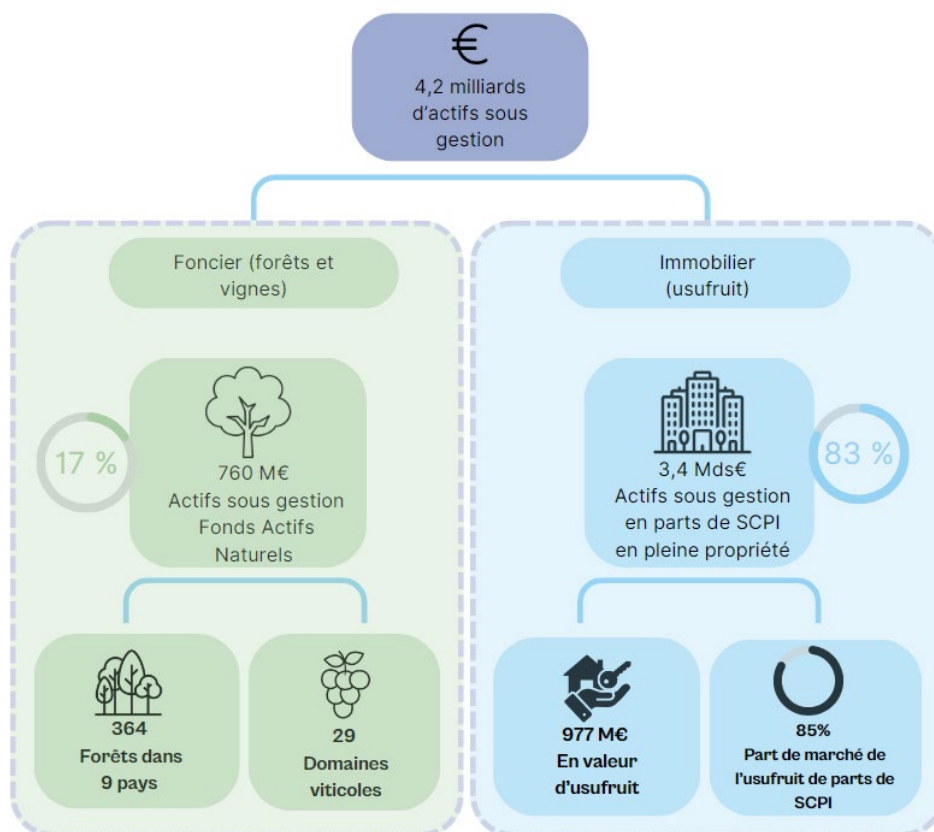 €
4,2 milliards
d'actifs sous
gestion
Foncier (forêts et
vignes)
17 %
760 M€
Actifs sous gestion
Fonds Actifs
Naturels
364
Forêts dans
9 pays
29
Domaines
viticoles
Immobilier
(usufruit)
3,4 Mds€
Actifs sous gestion
en parts de SCPI
en pleine propriété
83 %
977 M€
En valeur
d'usufruit
85%
Part de marché de
l'usufruit de parts de
SCPI